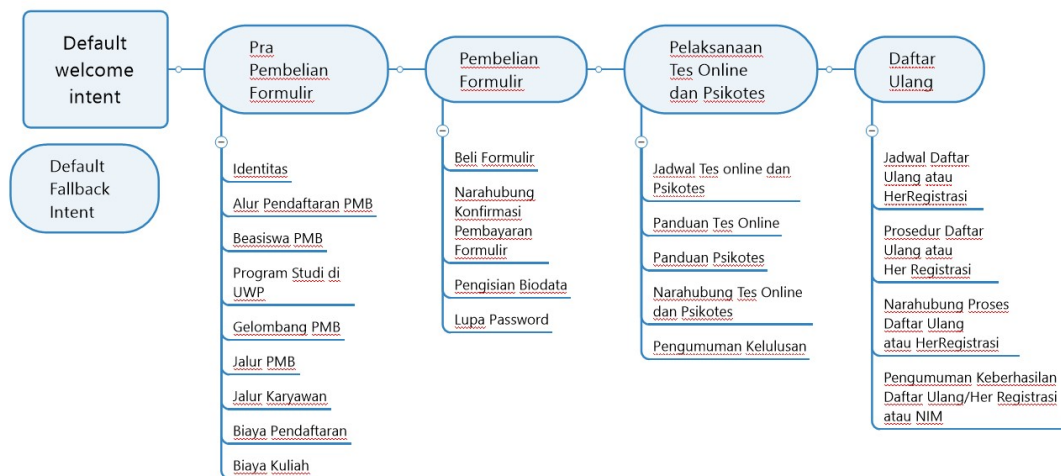 Default
welcome
intent
Default
Fallback
Intent
Pra
Pembelian
Formulir
Identitas
Alur Pendaftaran PMB
Beasiswa PMB
Program Studi di
UWP
Gelombang PMB
Jalur PMB
Jalur Karyawan
Biaya Pendaftaran
Biaya Kuliah
Pembelian
Formulir
Beli Formulir
Narahubung
Konfirmasi
Pembayaran
Formulir
Pengisian Biodata
Lupa Password
Pelaksanaan
Tes Online
dan Psikotes
Jadwal Tes online dan
Psikotes
Panduan Tes Online
Panduan Psikotes
Narahubung Tes Online
dan Psikotes
Pengumuman Kelulusan
Daftar
Ulang
Jadwal Daftar
Ulang atau
HerRegistrasi
Prosedur Daftar
Ulang atau
Her Registrasi
Narahubung Proses
Daftar Ulang
atau HerRegistrasi
Pengumuman Keberhasilan
Daftar Ulang/Her Registrasi
atau NIM